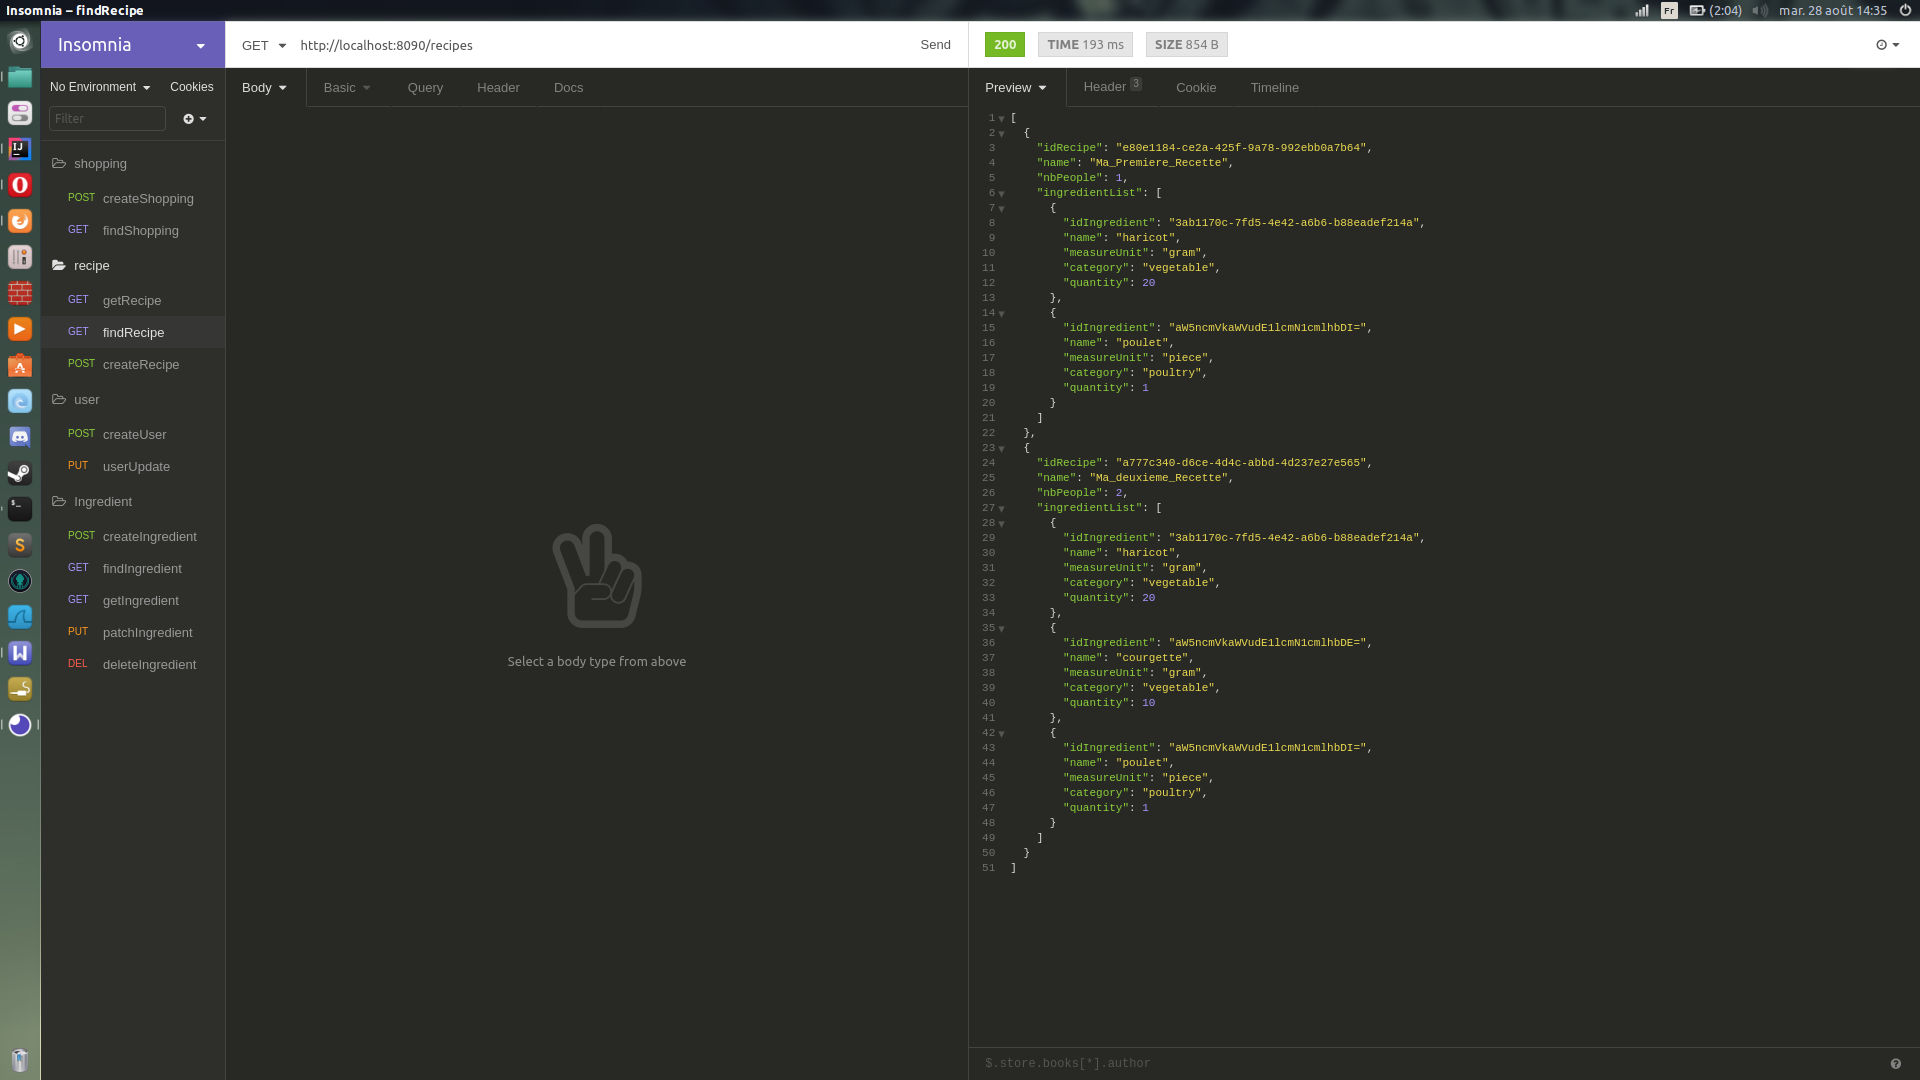 Insomnia – findRecipe
Fr (2:04) mar. 28 août 14:35
Insomnia
GET http://localhost:8090/recipes Send
200 TIME 193 ms SIZE 854 B
No Environment Cookies
Filter
Body Basic Query Header Docs
Preview Header 3 Cookie Timeline
shopping
POST createShopping
GET findShopping
recipe
GET getRecipe
GET findRecipe
POST createRecipe
user
POST createUser
PUT userUpdate
Ingredient
POST createIngredient
GET findIngredient
GET getIngredient
PUT patchIngredient
DEL deleteIngredient
Select a body type from above
1 [
2 {
3 "idRecipe": "e80e1184-ce2a-425f-9a78-992ebb0a7b64",
4 "name": "Ma_Premiere_Recette",
5 "nbPeople": 1,
6 "ingredientList": [
7 {
8 "idIngredient": "3ab1170c-7fd5-4e42-a6b6-b88eadef214a",
9 "name": "haricot",
10 "measureUnit": "gram",
11 "category": "vegetable",
12 "quantity": 20
13 },
14 {
15 "idIngredient": "aW5ncmVkaWVudE1lcmN1cmlhbDI=",
16 "name": "poulet",
17 "measureUnit": "piece",
18 "category": "poultry",
19 "quantity": 1
20 }
21 ]
22 },
23 {
24 "idRecipe": "a777c340-d6ce-4d4c-abbd-4d237e27e565",
25 "name": "Ma_deuxieme_Recette",
26 "nbPeople": 2,
27 "ingredientList": [
28 {
29 "idIngredient": "3ab1170c-7fd5-4e42-a6b6-b88eadef214a",
30 "name": "haricot",
31 "measureUnit": "gram",
32 "category": "vegetable",
33 "quantity": 20
34 },
35 {
36 "idIngredient": "aW5ncmVkaWVudE1lcmN1cmlhbDE=",
37 "name": "courgette",
38 "measureUnit": "gram",
39 "category": "vegetable",
40 "quantity": 10
41 },
42 {
43 "idIngredient": "aW5ncmVkaWVudE1lcmN1cmlhbDI=",
44 "name": "poulet",
45 "measureUnit": "piece",
46 "category": "poultry",
47 "quantity": 1
48 }
49 ]
50 }
51 ]
$.store.books[*].author